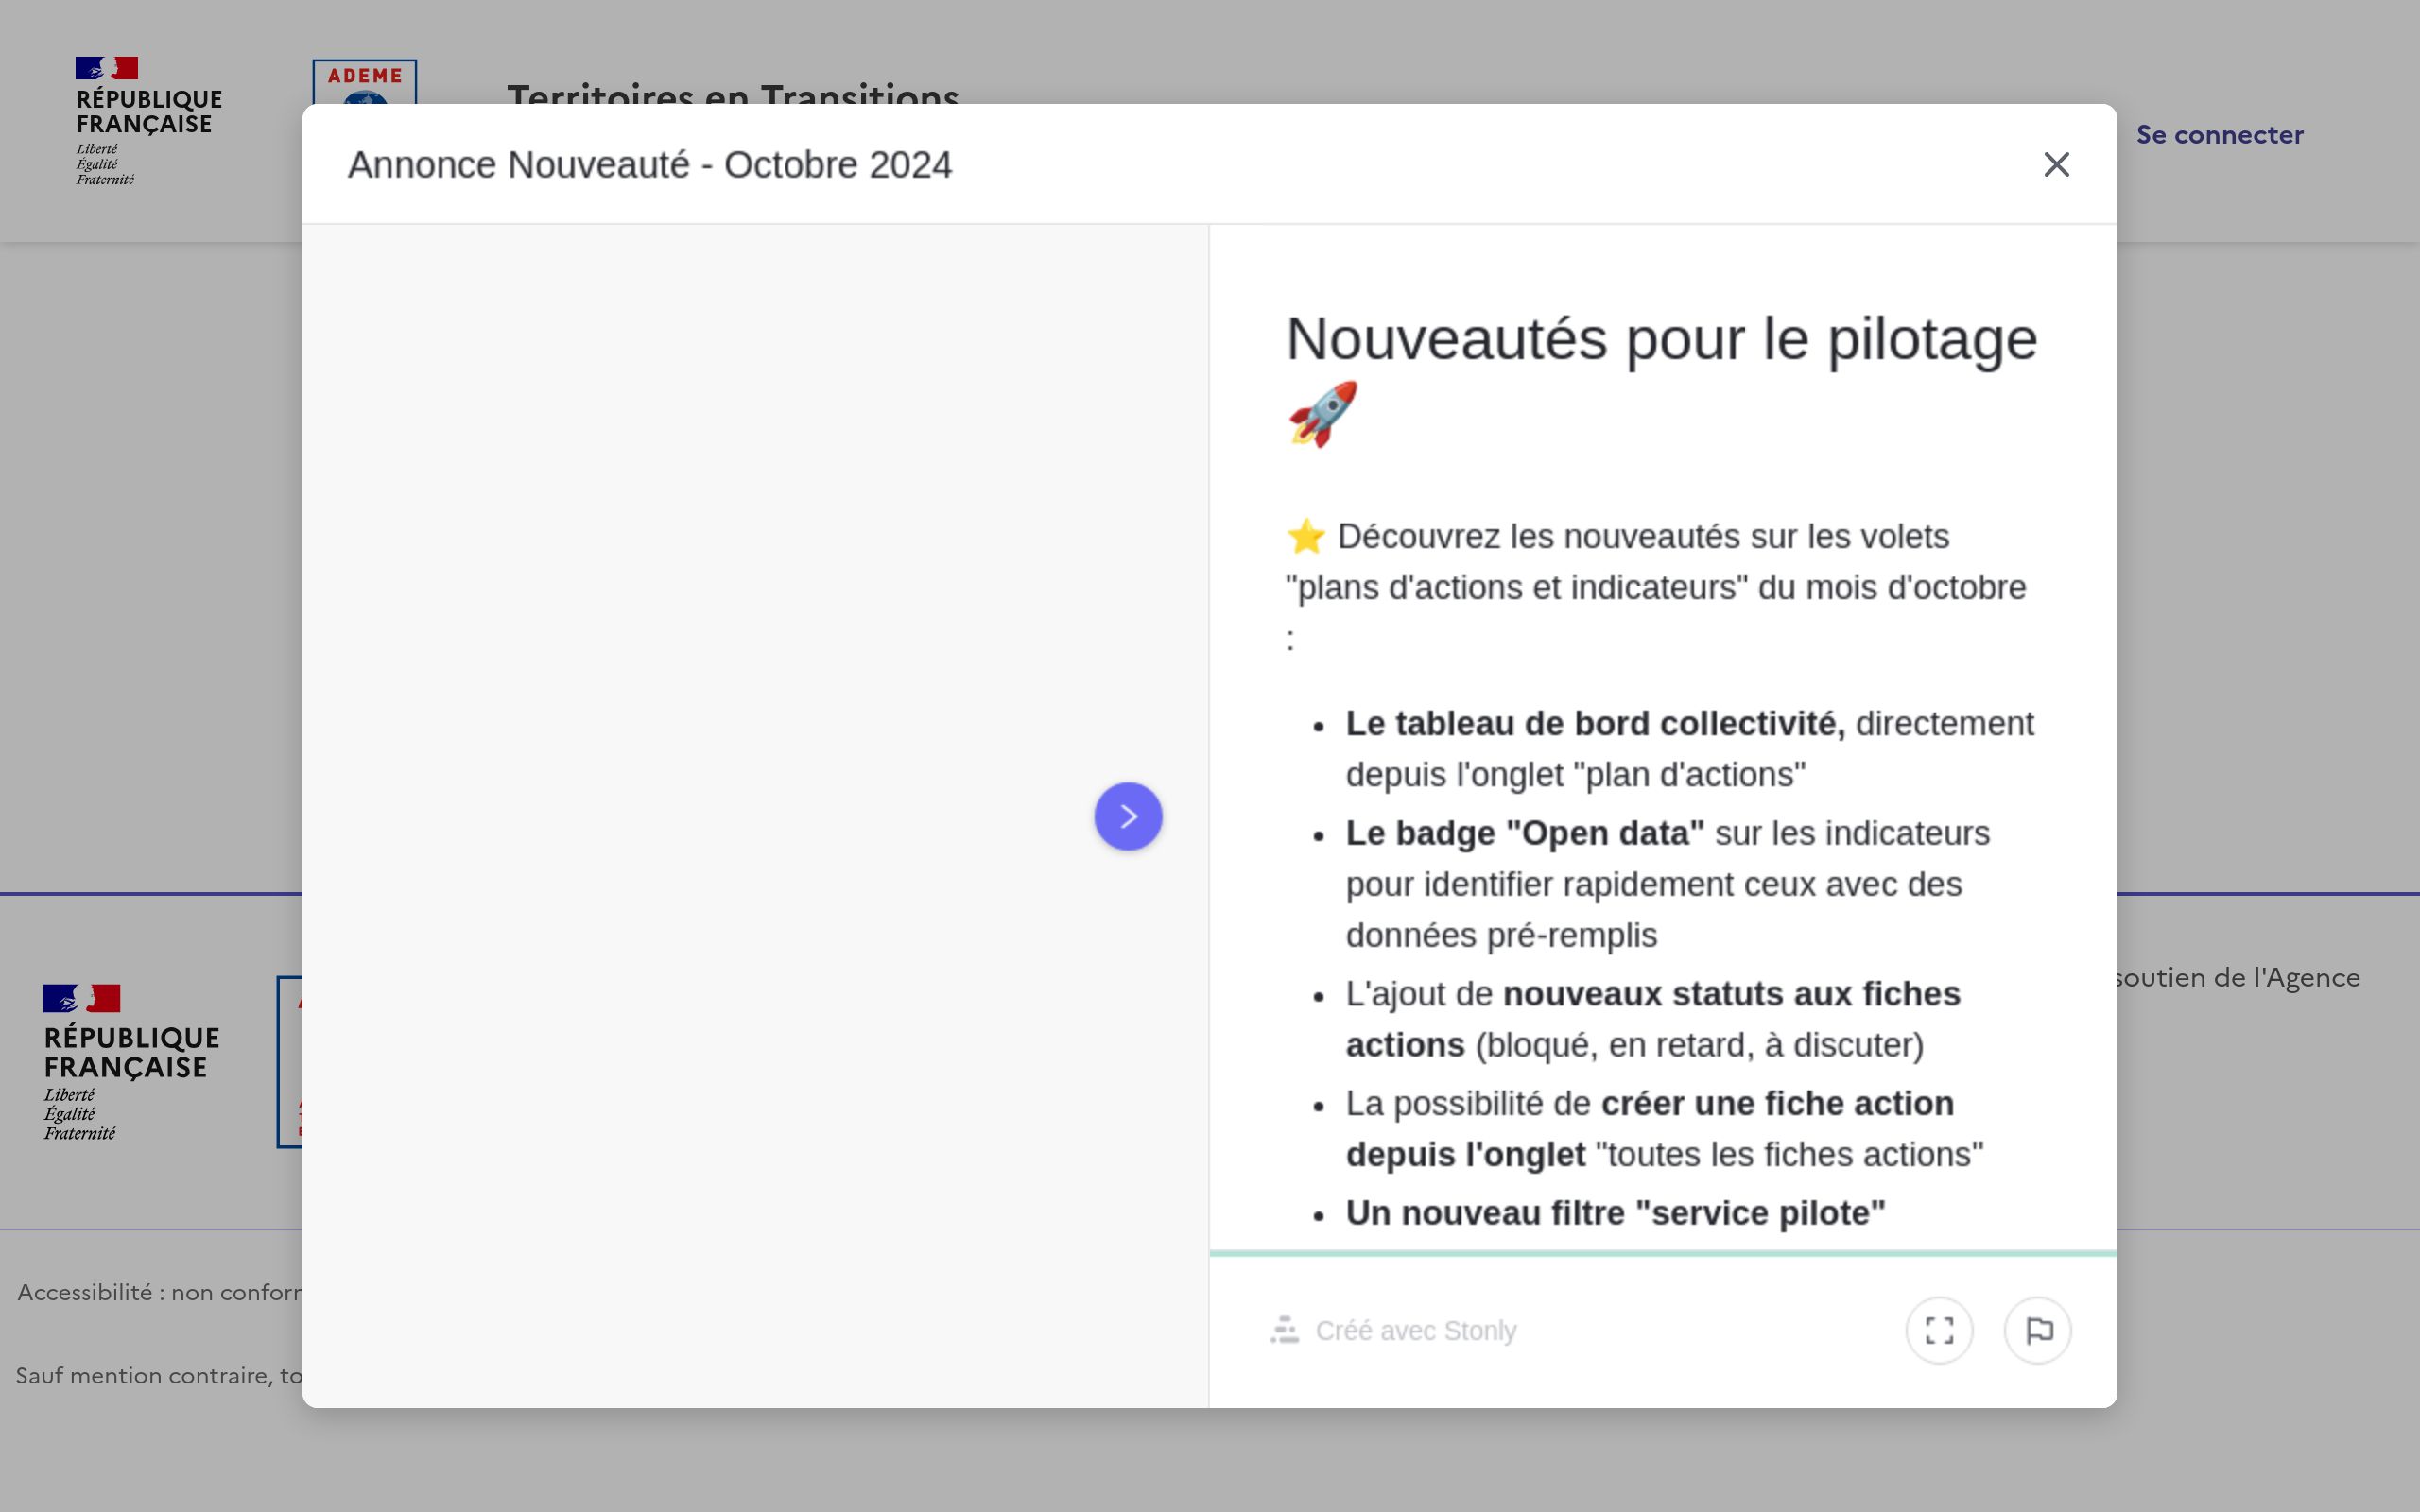 RÉPUBLIQUE
FRANÇAISE
Liberté
Égalité
Fraternité
ADEME
Territoires en Transitions
Se connecter
Annonce Nouveauté - Octobre 2024
Nouveautés pour le pilotage
🚀
⭐ Découvrez les nouveautés sur les volets
"plans d'actions et indicateurs" du mois d'octobre
:
• Le tableau de bord collectivité, directement
depuis l'onglet "plan d'actions"
• Le badge "Open data" sur les indicateurs
pour identifier rapidement ceux avec des
données pré-remplis
• L'ajout de nouveaux statuts aux fiches
actions (bloqué, en retard, à discuter)
• La possibilité de créer une fiche action
depuis l'onglet "toutes les fiches actions"
• Un nouveau filtre "service pilote"
Créé avec Stonly
soutien de l'Agence
RÉPUBLIQUE
FRANÇAISE
Liberté
Égalité
Fraternité
Accessibilité : non
Sauf mention contraire,